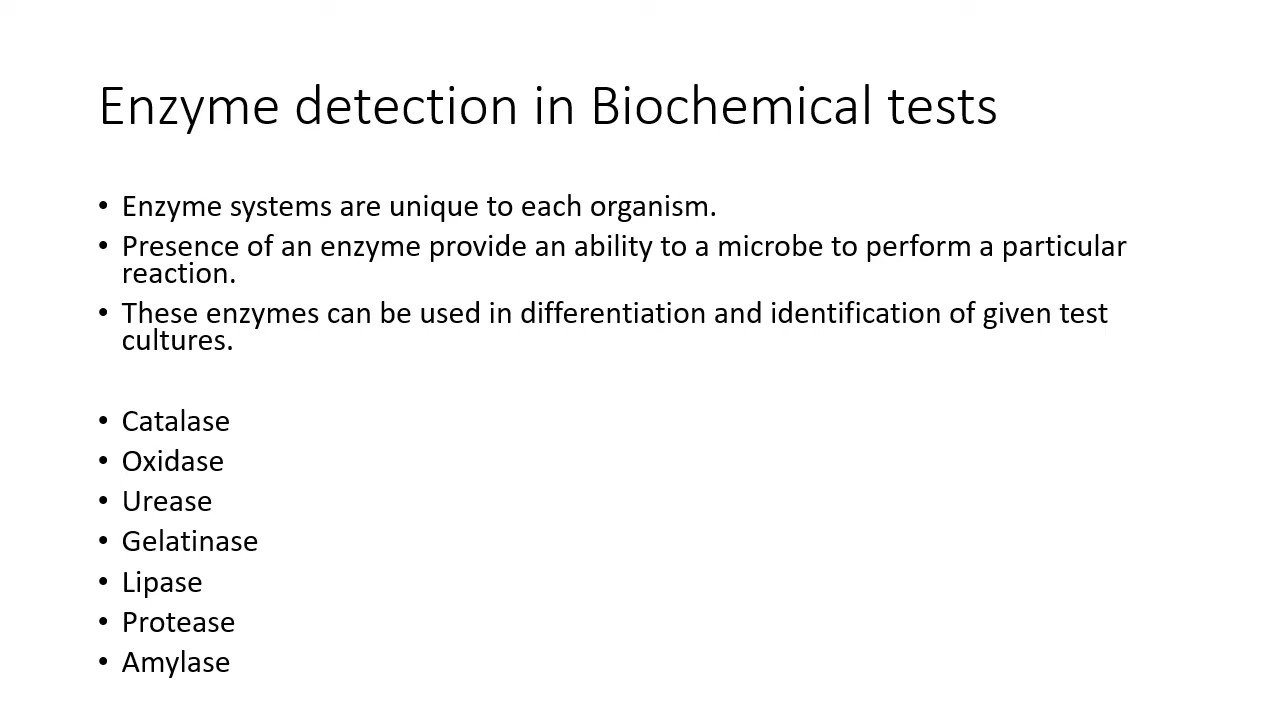 Enzyme detection in Biochemical tests
• Enzyme systems are unique to each organism.
• Presence of an enzyme provide an ability to a microbe to perform a particular
reaction.
• These enzymes can be used in differentiation and identification of given test
cultures.
• Catalase
• Oxidase
• Urease
• Gelatinase
• Lipase
• Protease
• Amylase